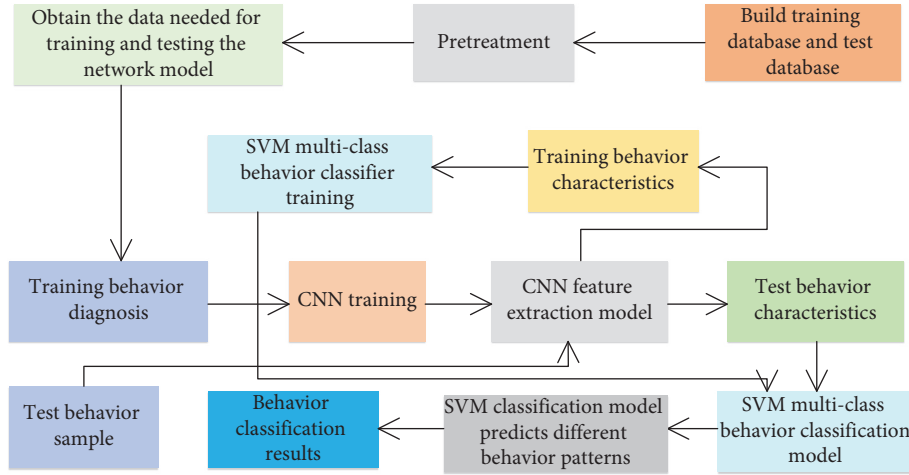 Obtain the data needed for
training and testing the
network model
Pretreatment
Build training
database and test
database
SVM multi-class
behavior classifier
training
Training behavior
characteristics
Training behavior
diagnosis
CNN training
CNN feature
extraction model
Test behavior
characteristics
Test behavior
sample
Behavior
classification
results
SVM classification model
predicts different
behavior patterns
SVM multi-class
behavior classification
model